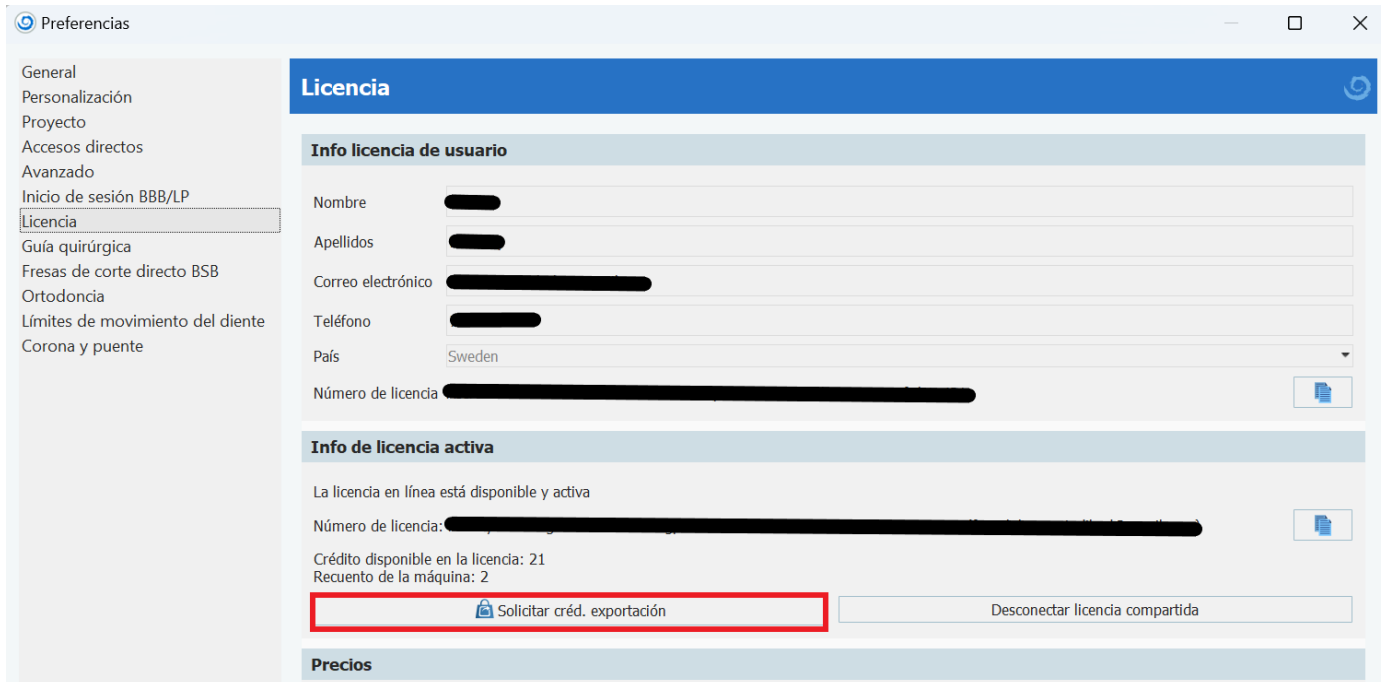 Preferencias
General
Personalización
Proyecto
Accesos directos
Avanzado
Inicio de sesión BBB/LP
Licencia
Guía quirúrgica
Fresas de corte directo BSB
Ortodoncia
Límites de movimiento del diente
Corona y puente
Licencia
Info licencia de usuario
Nombre
Apellidos
Correo electrónico
Teléfono
País Sweden
Número de licencia
Info de licencia activa
La licencia en línea está disponible y activa
Número de licencia:
Crédito disponible en la licencia: 21
Recuento de la máquina: 2
Solicitar créd. exportación Desconectar licencia compartida
Precios